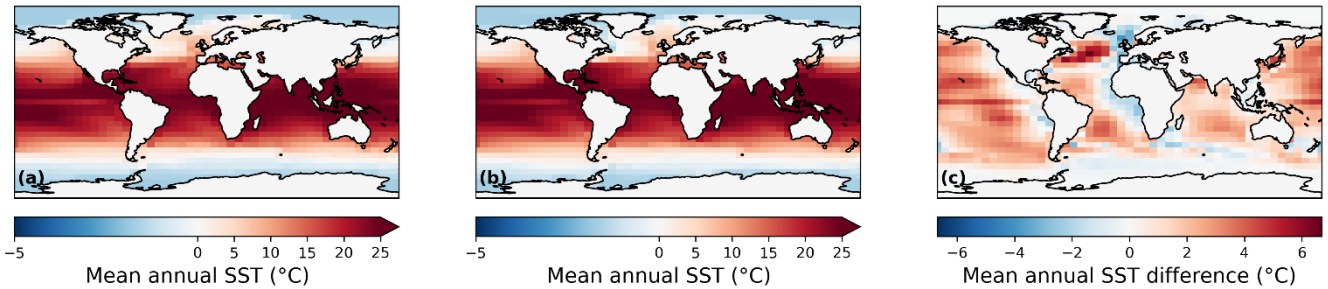 (a)
−5 0 5 10 15 20 25
Mean annual SST (°C)
(b)
−5 0 5 10 15 20 25
Mean annual SST (°C)
(c)
−6 −4 −2 0 2 4 6
Mean annual SST difference (°C)